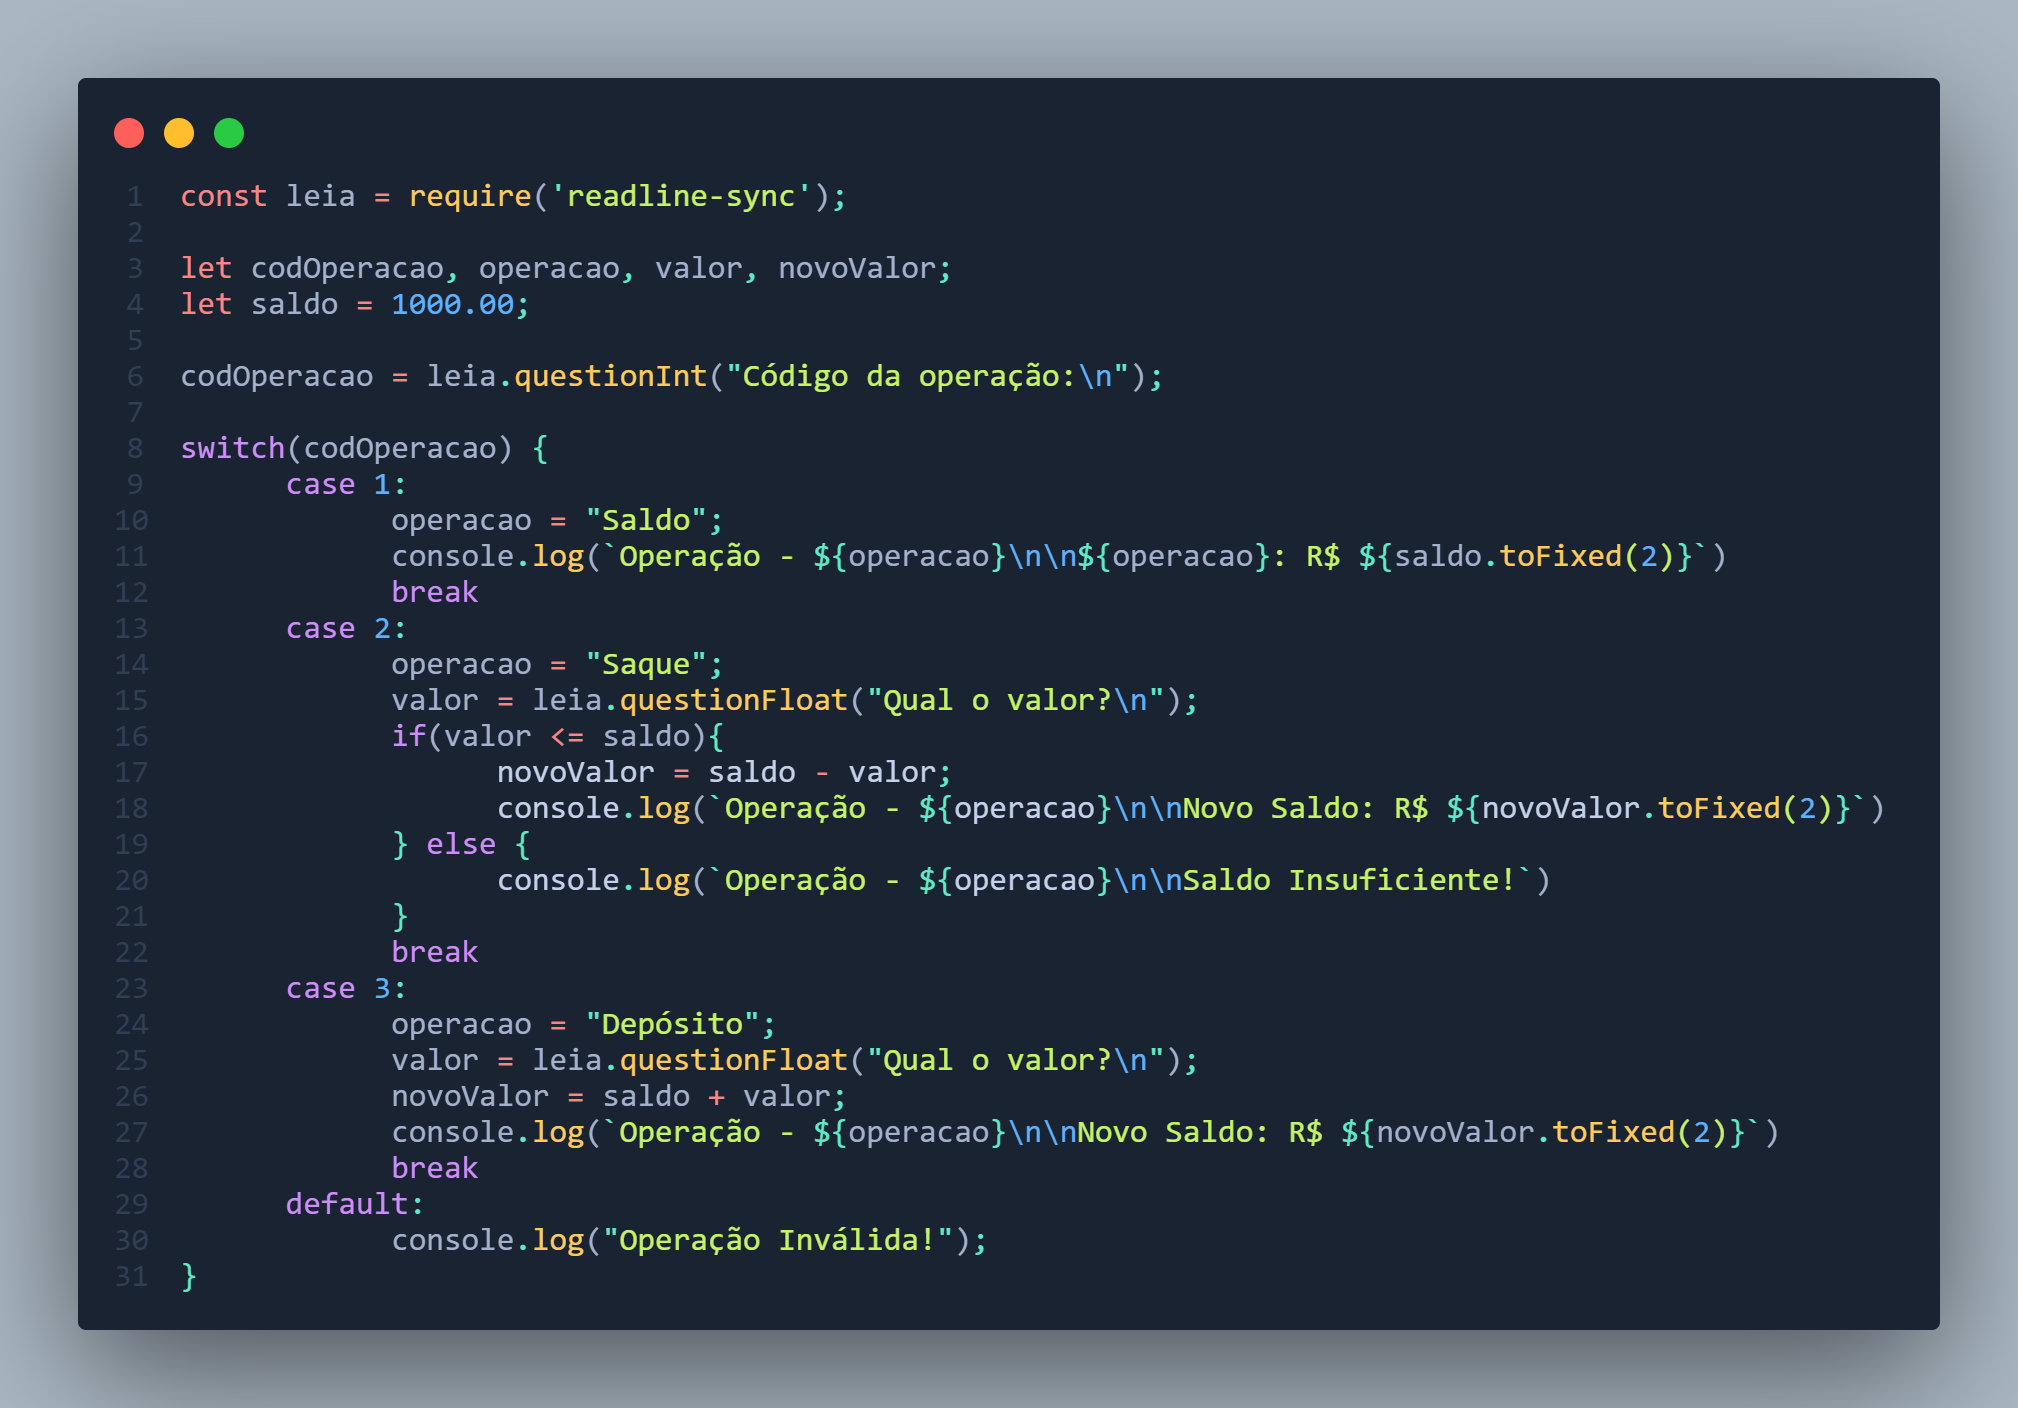 1 const leia = require('readline-sync');
2
3 let codOperacao, operacao, valor, novoValor;
4 let saldo = 1000.00;
5
6 codOperacao = leia.questionInt("Código da operação:\n");
7
8 switch(codOperacao) {
9 case 1:
10 operacao = "Saldo";
11 console.log(`Operação - ${operacao}\n\n${operacao}: R$ ${saldo.toFixed(2)}`)
12 break
13 case 2:
14 operacao = "Saque";
15 valor = leia.questionFloat("Qual o valor?\n");
16 if(valor <= saldo){
17 novoValor = saldo - valor;
18 console.log(`Operação - ${operacao}\n\nNovo Saldo: R$ ${novoValor.toFixed(2)}`)
19 } else {
20 console.log(`Operação - ${operacao}\n\nSaldo Insuficiente!`)
21 }
22 break
23 case 3:
24 operacao = "Depósito";
25 valor = leia.questionFloat("Qual o valor?\n");
26 novoValor = saldo + valor;
27 console.log(`Operação - ${operacao}\n\nNovo Saldo: R$ ${novoValor.toFixed(2)}`)
28 break
29 default:
30 console.log("Operação Inválida!");
31 }